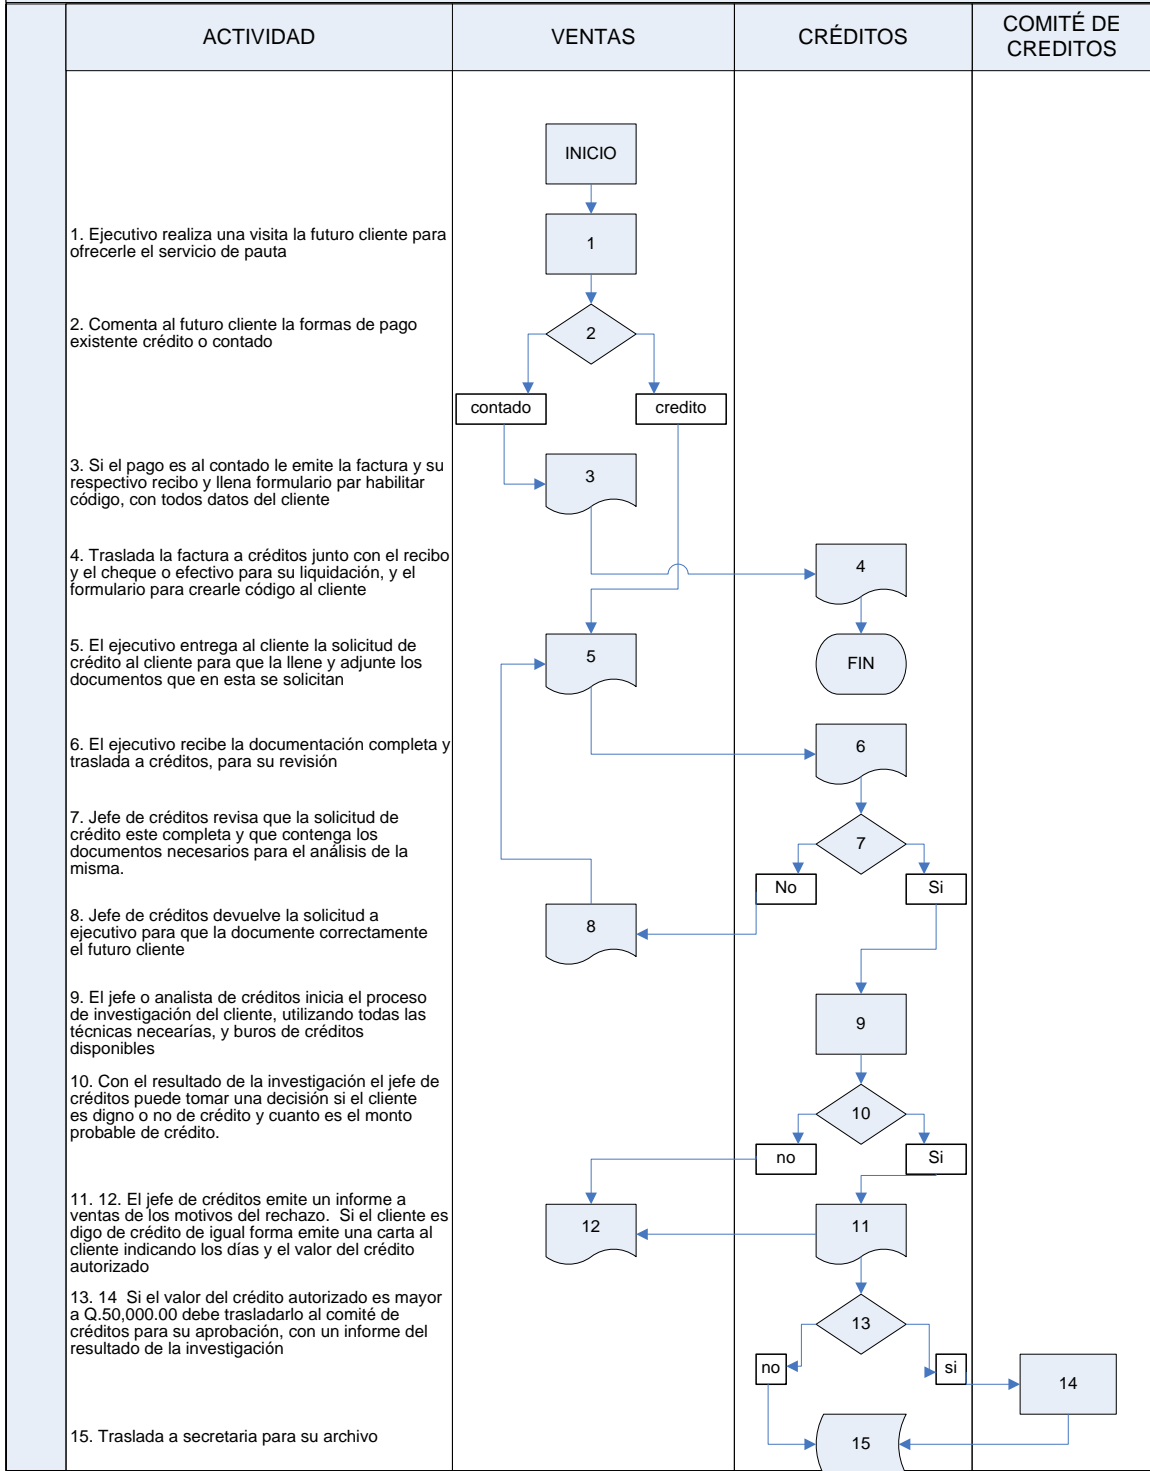 ACTIVIDAD
VENTAS
CRÉDITOS
COMITÉ DE
CREDITOS
INICIO
1. Ejecutivo realiza una visita la futuro cliente para
ofrecerle el servicio de pauta
1
2. Comenta al futuro cliente la formas de pago
existente crédito o contado
2
contado
credito
3. Si el pago es al contado le emite la factura y su
respectivo recibo y llena formulario par habilitar
código, con todos datos del cliente
3
4. Traslada la factura a créditos junto con el recibo
y el cheque o efectivo para su liquidación, y el
formulario para crearle código al cliente
4
5. El ejecutivo entrega al cliente la solicitud de
crédito al cliente para que la llene y adjunte los
documentos que en esta se solicitan
5
FIN
6. El ejecutivo recibe la documentación completa y
traslada a créditos, para su revisión
6
7. Jefe de créditos revisa que la solicitud de
crédito este completa y que contenga los
documentos necesarios para el análisis de la
misma.
7
No
Si
8. Jefe de créditos devuelve la solicitud a
ejecutivo para que la documente correctamente
el futuro cliente
8
9. El jefe o analista de créditos inicia el proceso
de investigación del cliente, utilizando todas las
técnicas necearías, y buros de créditos
disponibles
9
10. Con el resultado de la investigación el jefe de
créditos puede tomar una decisión si el cliente
es digno o no de crédito y cuanto es el monto
probable de crédito.
10
no
Si
11. 12. El jefe de créditos emite un informe a
ventas de los motivos del rechazo. Si el cliente es
digo de crédito de igual forma emite una carta al
cliente indicando los días y el valor del crédito
autorizado
12
11
13. 14 Si el valor del crédito autorizado es mayor
a Q.50,000.00 debe trasladarlo al comité de
créditos para su aprobación, con un informe del
resultado de la investigación
13
no
si
14
15. Traslada a secretaria para su archivo
15